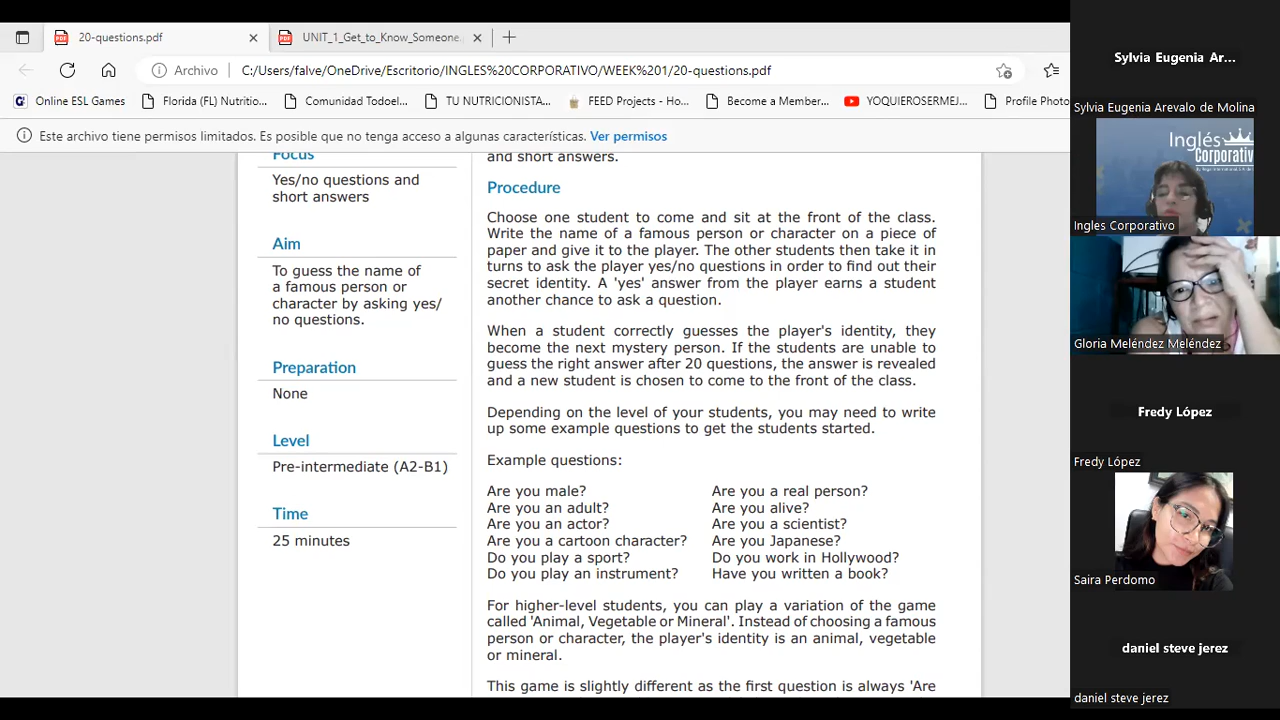 20-questions.pdf
UNIT_1_Get_to_Know_Someone.
Archivo
C:/Users/falve/OneDrive/Escritorio/INGLES%20CORPORATIVO/WEEK%201/20-questions.pdf
Online ESL Games
Florida (FL) Nutritio...
Comunidad Todoel...
TU NUTRICIONISTA...
FEED Projects - Ho...
Become a Member...
YOQUIEROSERMEJ...
Profile Photo
Este archivo tiene permisos limitados. Es posible que no tenga acceso a algunas características. Ver permisos
Focus
Yes/no questions and
short answers
Aim
To guess the name of
a famous person or
character by asking yes/
no questions.
Preparation
None
Level
Pre-intermediate (A2-B1)
Time
25 minutes
and short answers.
Procedure
Choose one student to come and sit at the front of the class.
Write the name of a famous person or character on a piece of
paper and give it to the player. The other students then take it in
turns to ask the player yes/no questions in order to find out their
secret identity. A 'yes' answer from the player earns a student
another chance to ask a question.
When a student correctly guesses the player's identity, they
become the next mystery person. If the students are unable to
guess the right answer after 20 questions, the answer is revealed
and a new student is chosen to come to the front of the class.
Depending on the level of your students, you may need to write
up some example questions to get the students started.
Example questions:
Are you male?
Are you an adult?
Are you an actor?
Are you a cartoon character?
Do you play a sport?
Do you play an instrument?
Are you a real person?
Are you alive?
Are you a scientist?
Are you Japanese?
Do you work in Hollywood?
Have you written a book?
For higher-level students, you can play a variation of the game
called 'Animal, Vegetable or Mineral'. Instead of choosing a famous
person or character, the player's identity is an animal, vegetable
or mineral.
This game is slightly different as the first question is always 'Are
Sylvia Eugenia Ar...
Sylvia Eugenia Arevalo de Molina
Inglés
Corporativ
Ingles Corporativo
Gloria Meléndez Meléndez
Fredy López
Fredy López
Saira Perdomo
daniel steve jerez
daniel steve jerez